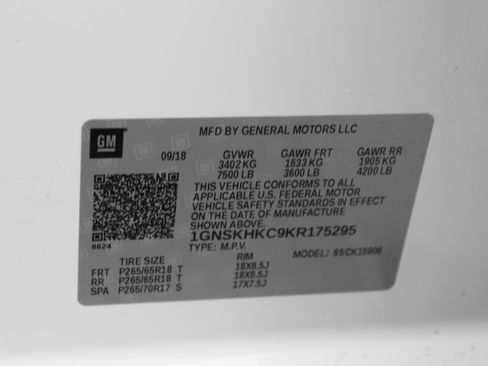 GM
MFD BY GENERAL MOTORS LLC
09/18 GVWR GAWR FRT GAWR RR
3402 KG 1633 KG 1905 KG
7500 LB 3600 LB 4200 LB
THIS VEHICLE CONFORMS TO ALL
APPLICABLE U.S. FEDERAL MOTOR
VEHICLE SAFETY STANDARDS IN EFFECT
ON THE DATE OF MANUFACTURE
SHOWN ABOVE.
1GNSKHKC9KR175295
8624
TYPE: M.P.V. MODEL: 95CK35906
TIRE SIZE RIM
FRT P265/65R18 T 18X8.5J
RR P265/65R18 T 18X8.5J
SPA P265/70R17 S 17X7.5J